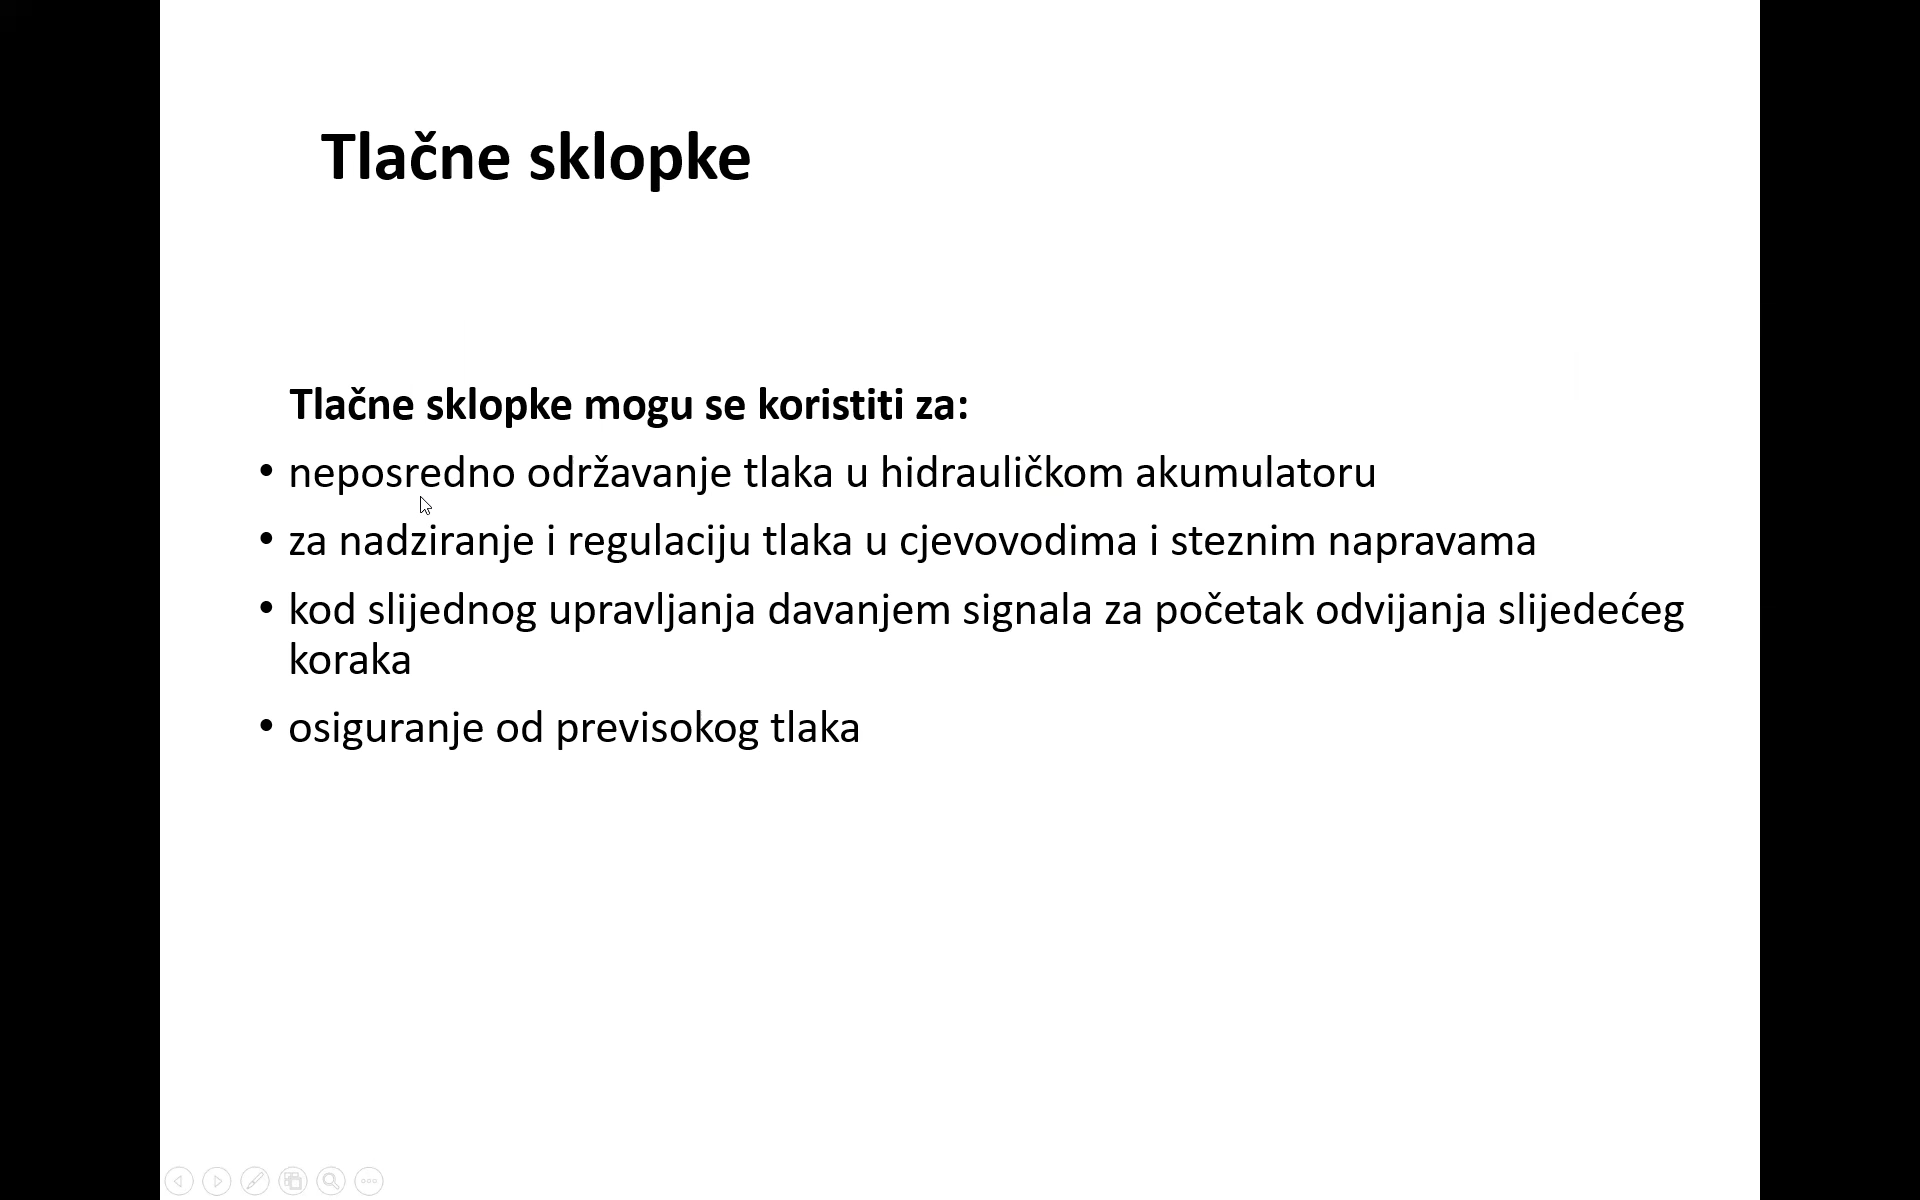 Tlačne sklopke
Tlačne sklopke mogu se koristiti za:
• neposredno održavanje tlaka u hidrauličkom akumulatoru
• za nadziranje i regulaciju tlaka u cjevovodima i steznim napravama
• kod slijednog upravljanja davanjem signala za početak odvijanja slijedećeg
koraka
• osiguranje od previsokog tlaka